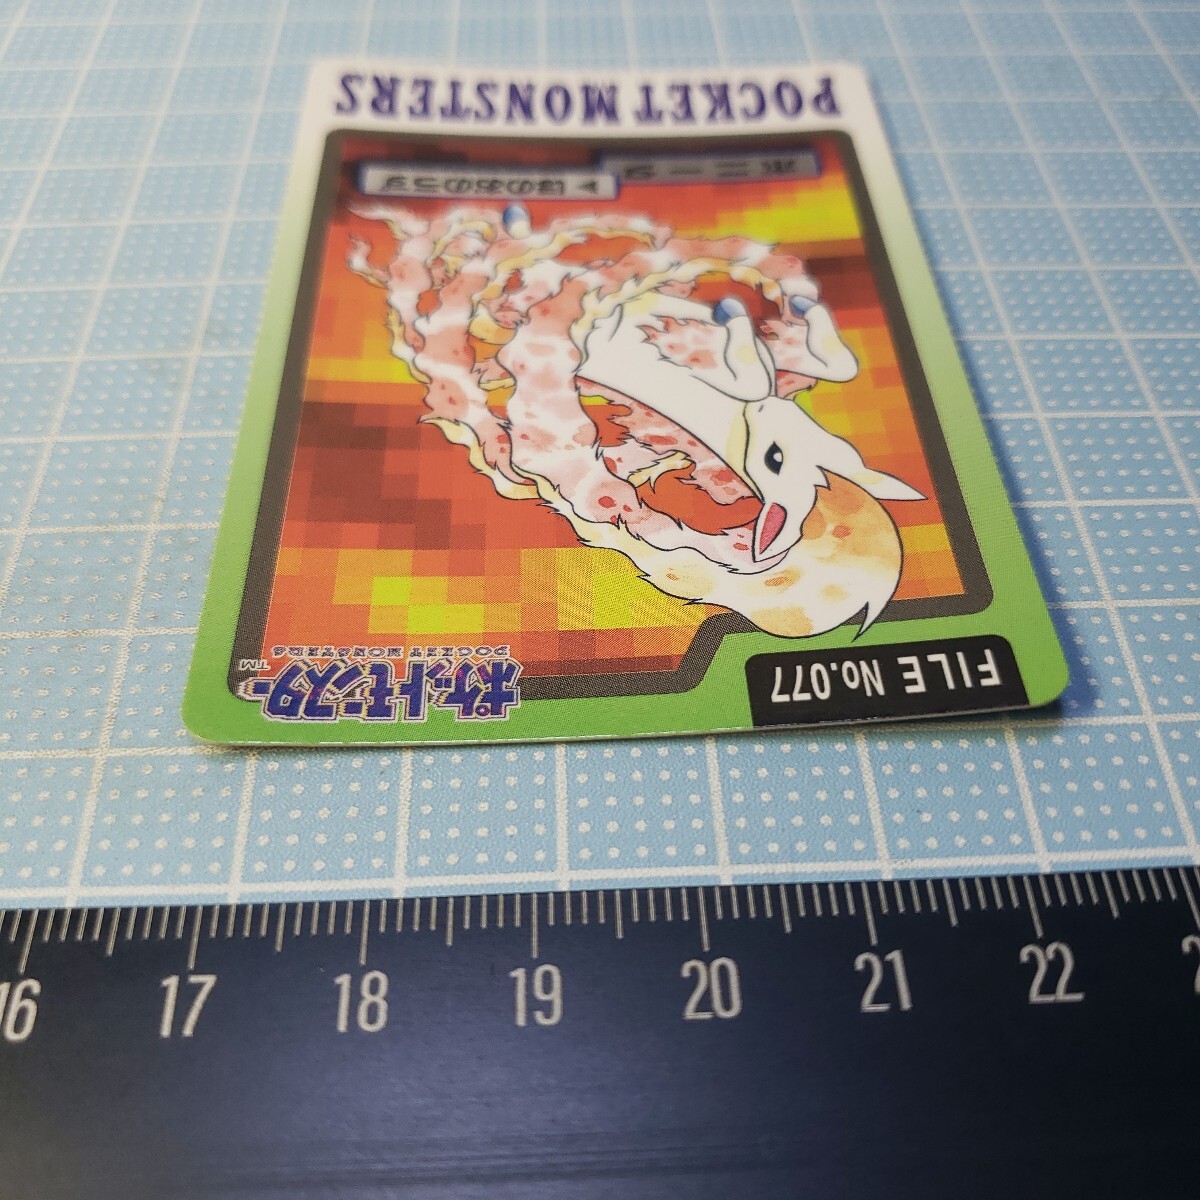 POCKET MONSTERS
ポニータ
▲ほのおのうず
FILE No.077
ポケットモンスター
POCKET MONSTERS
TM
16 17 18 19 20 21 22